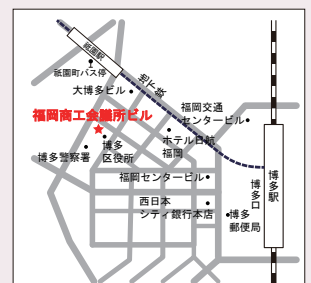 祇園駅
祇園町バス停
大博多ビル
地下鉄
福岡交通
センタービル
福岡商工会議所ビル
博多
区役所
博多警察署
ホテル日航
福岡
福岡センタービル
西日本
シティ銀行本店
博多
郵便局
博多口
博多駅